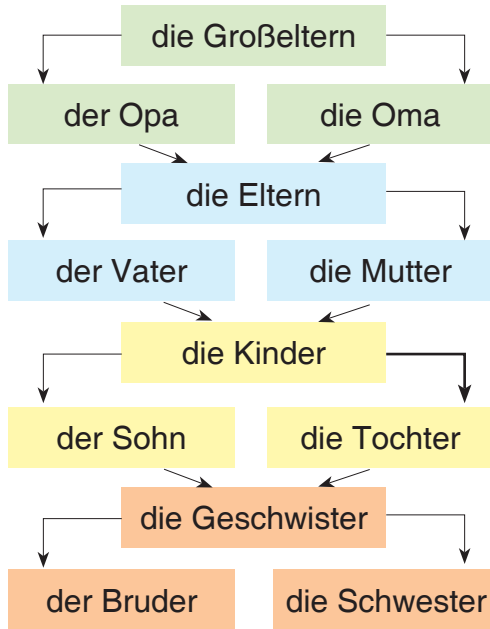 die Großeltern
der Opa
die Oma
die Eltern
der Vater
die Mutter
die Kinder
der Sohn
die Tochter
die Geschwister
der Bruder
die Schwester